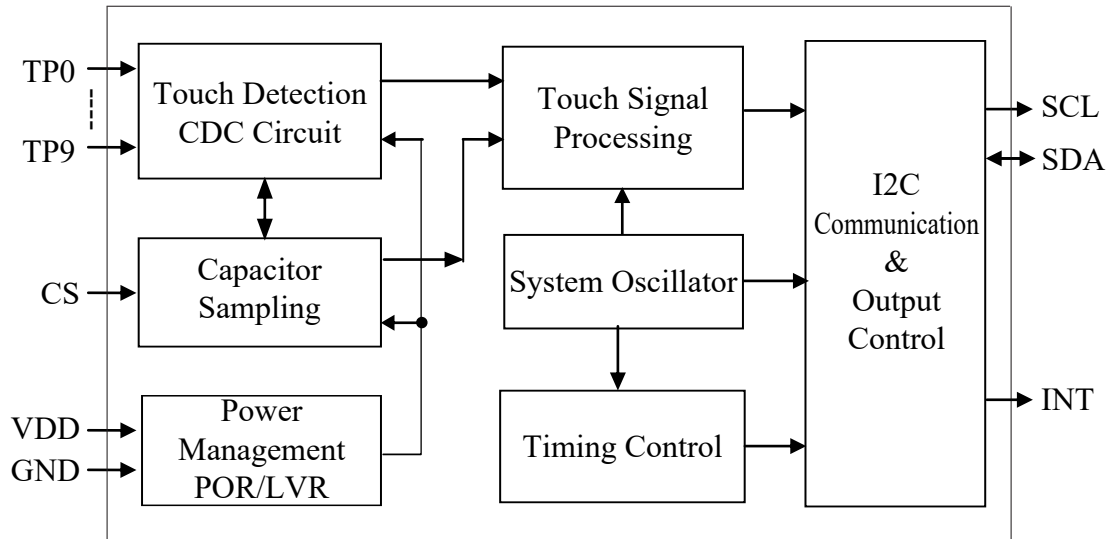 TP0
TP9
CS
VDD
GND
Touch Detection
CDC Circuit
Capacitor
Sampling
Power
Management
POR/LVR
Touch Signal
Processing
System Oscillator
Timing Control
I2C
Communication
&
Output
Control
SCL
SDA
INT